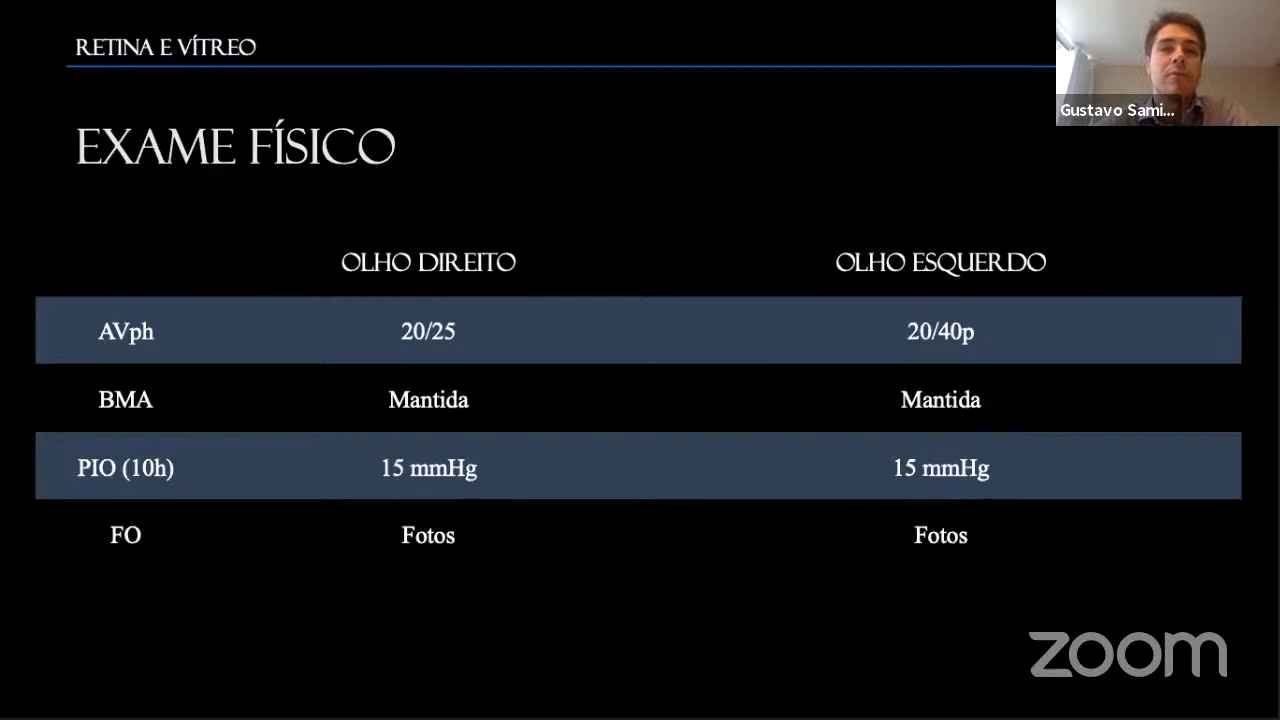 RETINA E VÍTREO
Gustavo Sami...
EXAME FÍSICO
OLHO DIREITO OLHO ESQUERDO
AVph 20/25 20/40p
BMA Mantida Mantida
PIO (10h) 15 mmHg 15 mmHg
FO Fotos Fotos
zoom